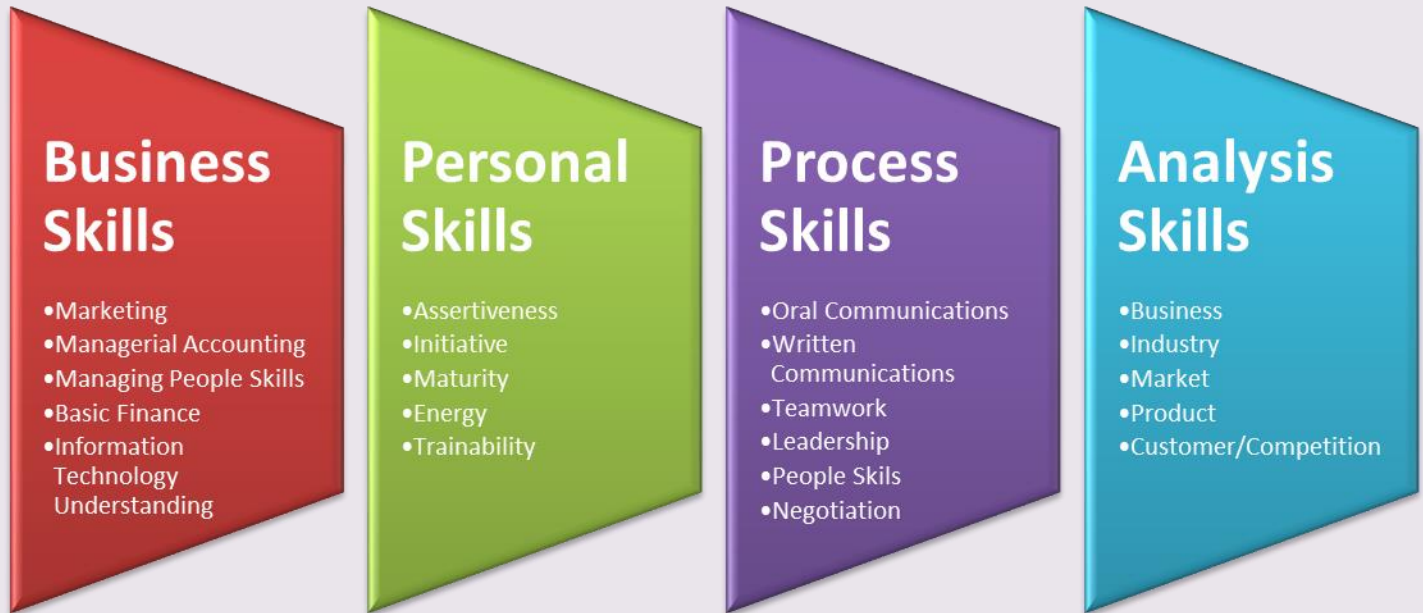 Business
Skills
•Marketing
•Managerial Accounting
•Managing People Skills
•Basic Finance
•Information
Technology
Understanding
Personal
Skills
•Assertiveness
•Initiative
•Maturity
•Energy
•Trainability
Process
Skills
•Oral Communications
•Written
Communications
•Teamwork
•Leadership
•People Skils
•Negotiation
Analysis
Skills
•Business
•Industry
•Market
•Product
•Customer/Competition